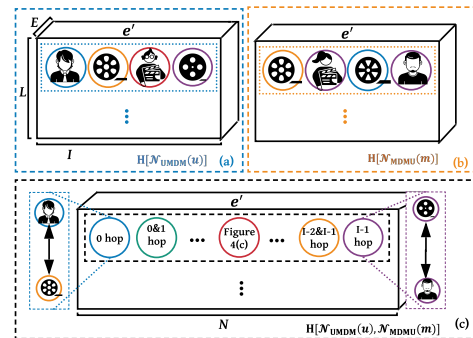 E
e′
L
I
H[𝒩UMDM(u)] (a)
e′
(b)
H[𝒩MDMU(m)]
e′
0 hop
0&1 hop
...
Figure 4(c)
...
I-2&I-1 hop
I-1 hop
N
(c)
H[𝒩UMDM(u), 𝒩MDMU(m)]